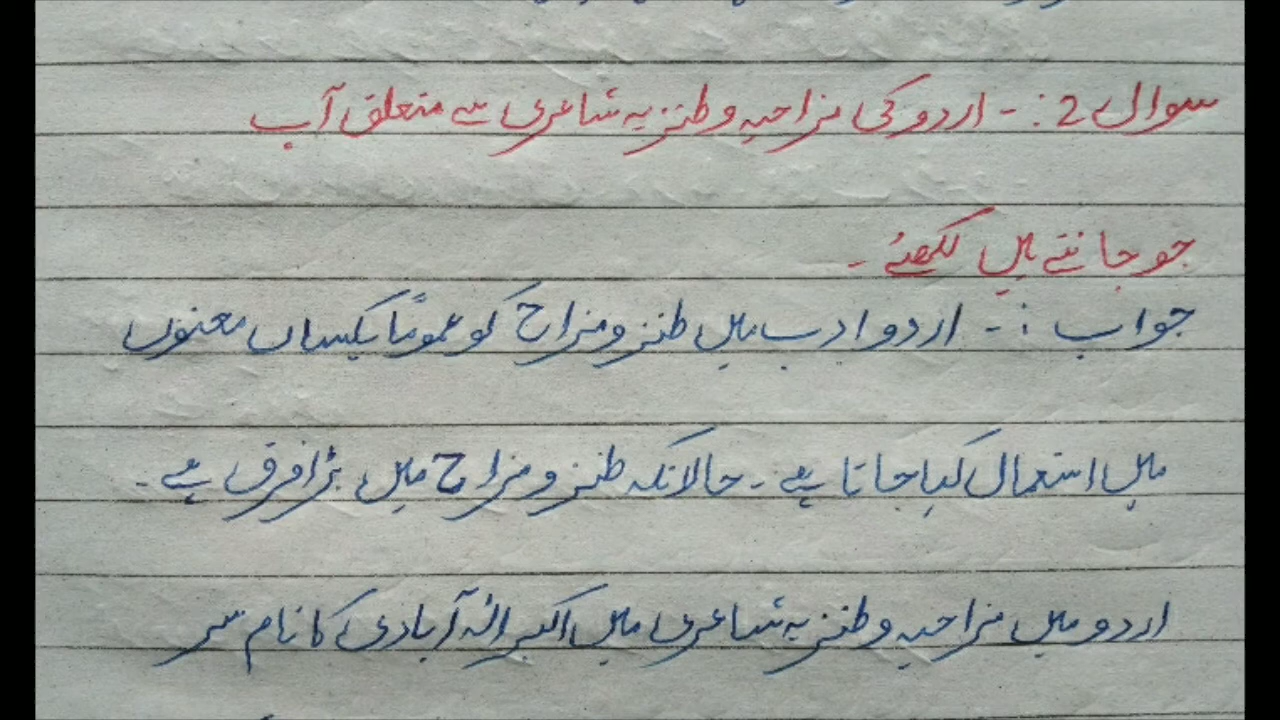 سوال 2 :- اردو کی مزاحیہ و طنزیہ شاعری سے متعلق آپ
جو جانتے ہیں لکھئے ۔
جواب :- اردو ادب میں طنز و مزاح کو عموماً یکساں معنوں
میں استعمال کیا جاتا ہے ۔ حالانکہ طنز و مزاح میں بڑا فرق ہے ۔
اردو میں مزاحیہ و طنزیہ شاعری میں اکبر الہ آبادی کا نام سر